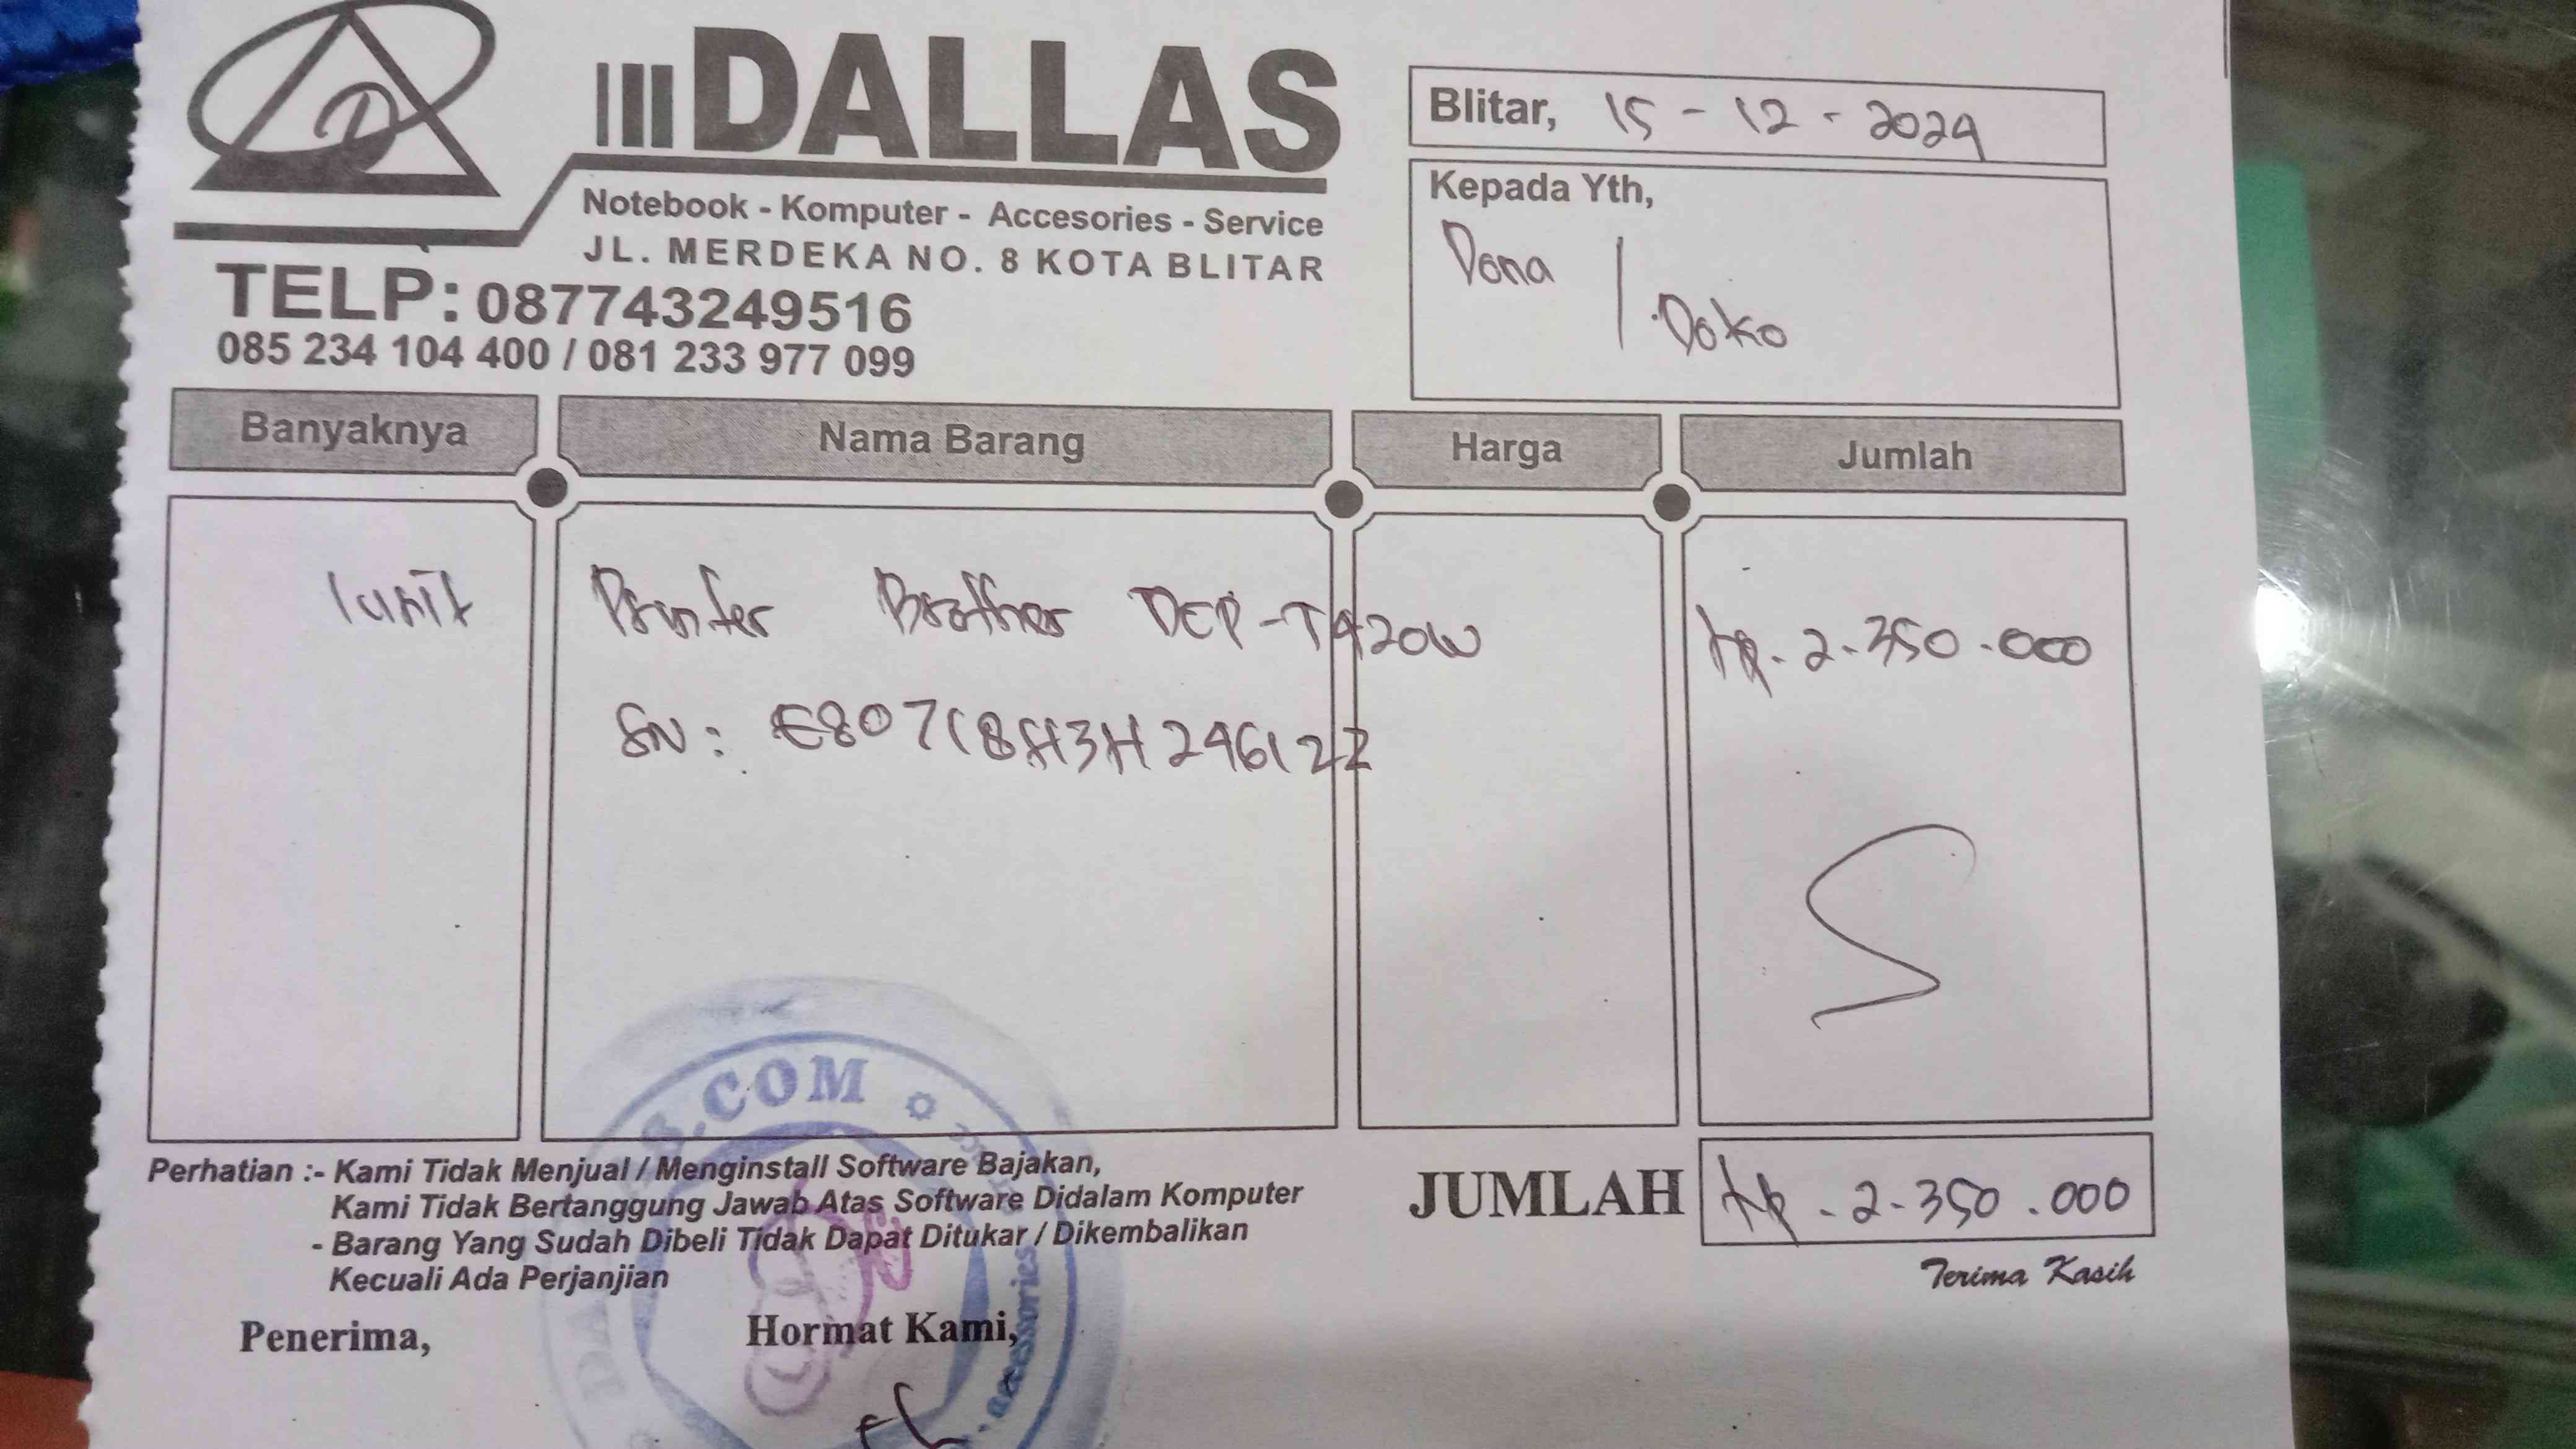 DALLAS
Notebook - Komputer - Accesories - Service
JL. MERDEKA NO. 8 KOTA BLITAR
TELP: 087743249516
085 234 104 400 / 081 233 977 099
Blitar, 15 - 12 - 2024
Kepada Yth,
Dona
Doko
Banyaknya Nama Barang Harga Jumlah
1 unit Printer Brother DCP-T420W Rp. 2.350.000
SN: E80718H3H246122
.COM
Perhatian :- Kami Tidak Menjual / Menginstall Software Bajakan,
Kami Tidak Bertanggung Jawab Atas Software Didalam Komputer
- Barang Yang Sudah Dibeli Tidak Dapat Ditukar / Dikembalikan
Kecuali Ada Perjanjian
JUMLAH Rp. 2.350.000
Terima Kasih
Penerima,
Hormat Kami,
accessories